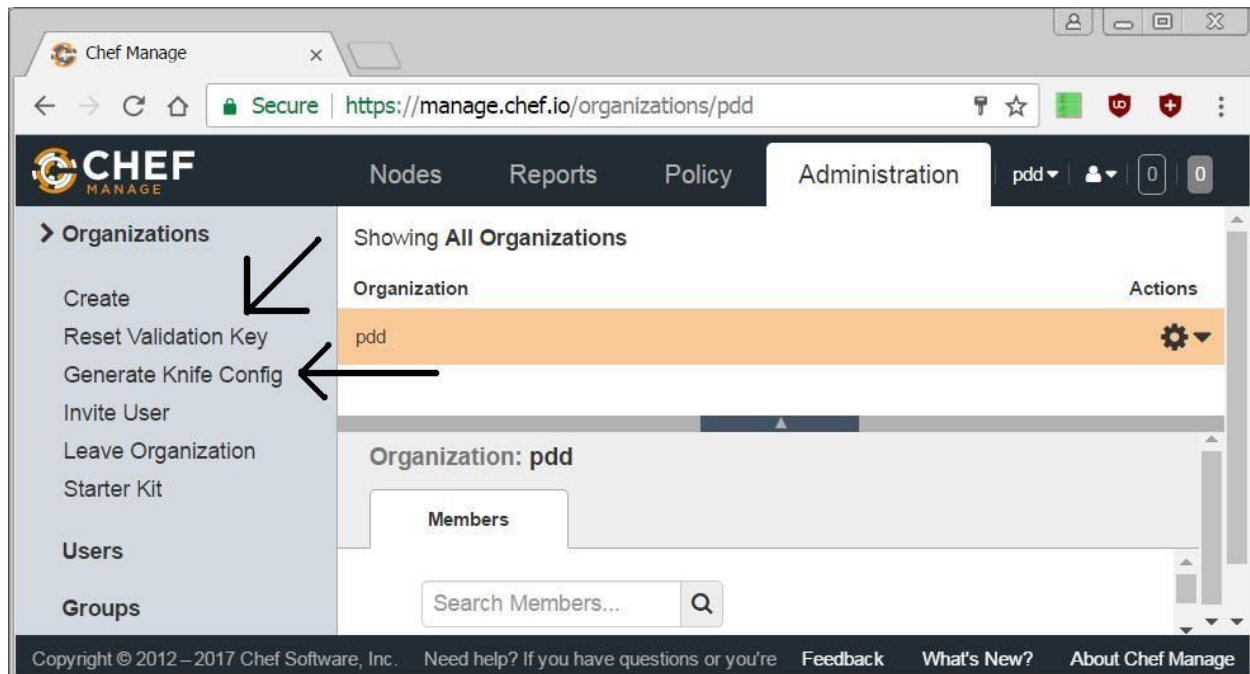 Chef Manage
Secure https://manage.chef.io/organizations/pdd
CHEF
MANAGE
Nodes Reports Policy Administration pdd 0 0
Organizations
Create
Reset Validation Key
Generate Knife Config
Invite User
Leave Organization
Starter Kit
Users
Groups
Showing All Organizations
Organization Actions
pdd
Organization: pdd
Members
Search Members...
Copyright © 2012 – 2017 Chef Software, Inc. Need help? If you have questions or you're Feedback What's New? About Chef Manage